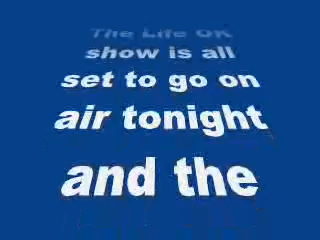 The Life OK
show is all
set to go on
air tonight
and the